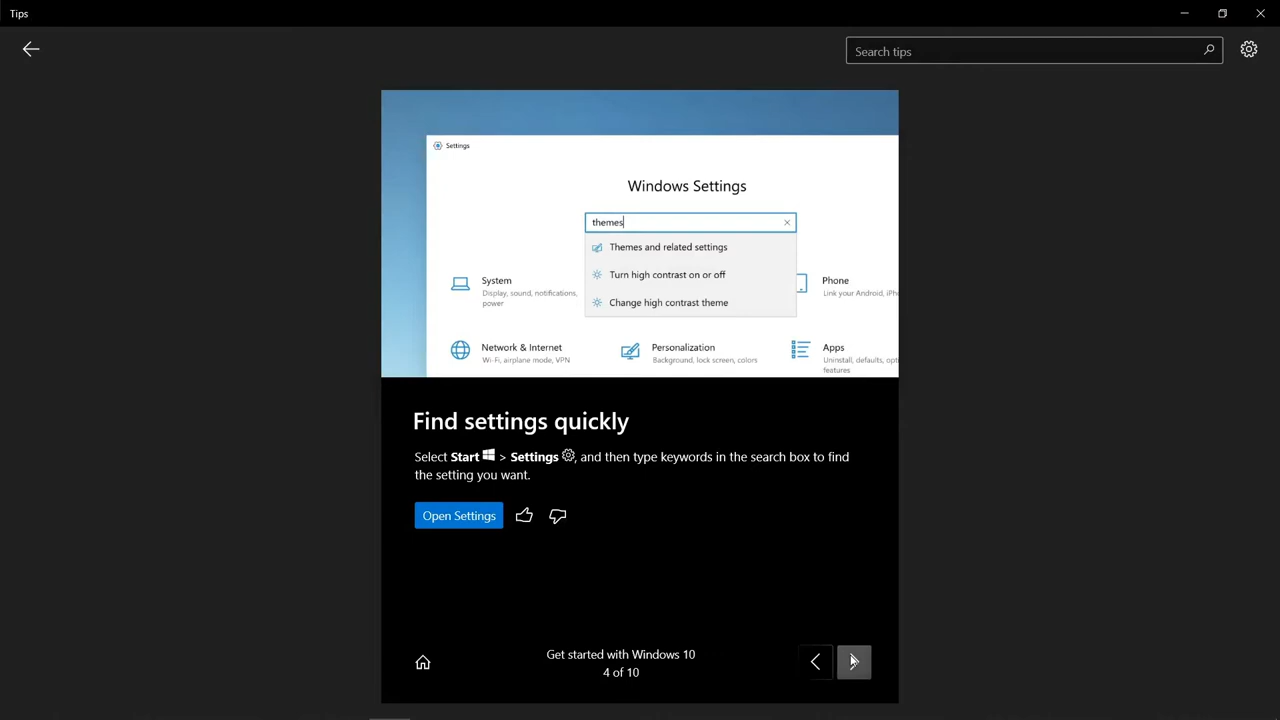 Tips
Search tips
Settings
Windows Settings
themes
Themes and related settings
Turn high contrast on or off
Change high contrast theme
System
Display, sound, notifications,
power
Phone
Link your Android, iPh
Network & Internet
Wi-Fi, airplane mode, VPN
Personalization
Background, lock screen, colors
Apps
Uninstall, defaults, opti
features
Find settings quickly
Select Start > Settings , and then type keywords in the search box to find
the setting you want.
Open Settings
Get started with Windows 10
4 of 10